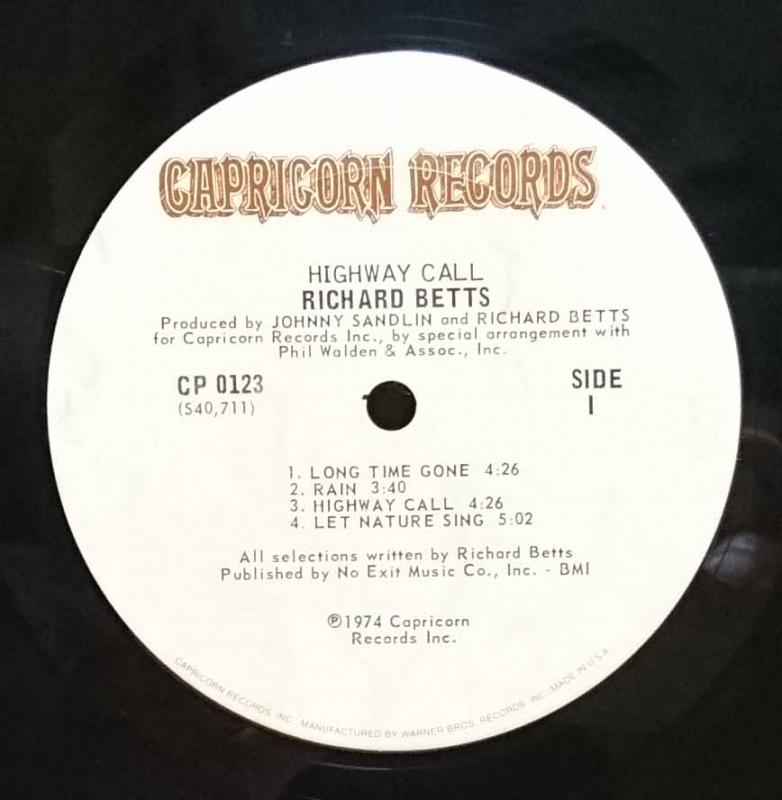 CAPRICORN RECORDS
HIGHWAY CALL
RICHARD BETTS
Produced by JOHNNY SANDLIN and RICHARD BETTS
for Capricorn Records Inc., by special arrangement with
Phil Walden & Assoc., Inc.
CP 0123
(S40,711)
SIDE
1
1. LONG TIME GONE 4:26
2. RAIN 3:40
3. HIGHWAY CALL 4:26
4. LET NATURE SING 5:02
All selections written by Richard Betts
Published by No Exit Music Co., Inc. - BMI
℗1974 Capricorn
Records Inc.
CAPRICORN RECORDS, INC., MANUFACTURED BY WARNER BROS. RECORDS INC., MADE IN U.S.A.